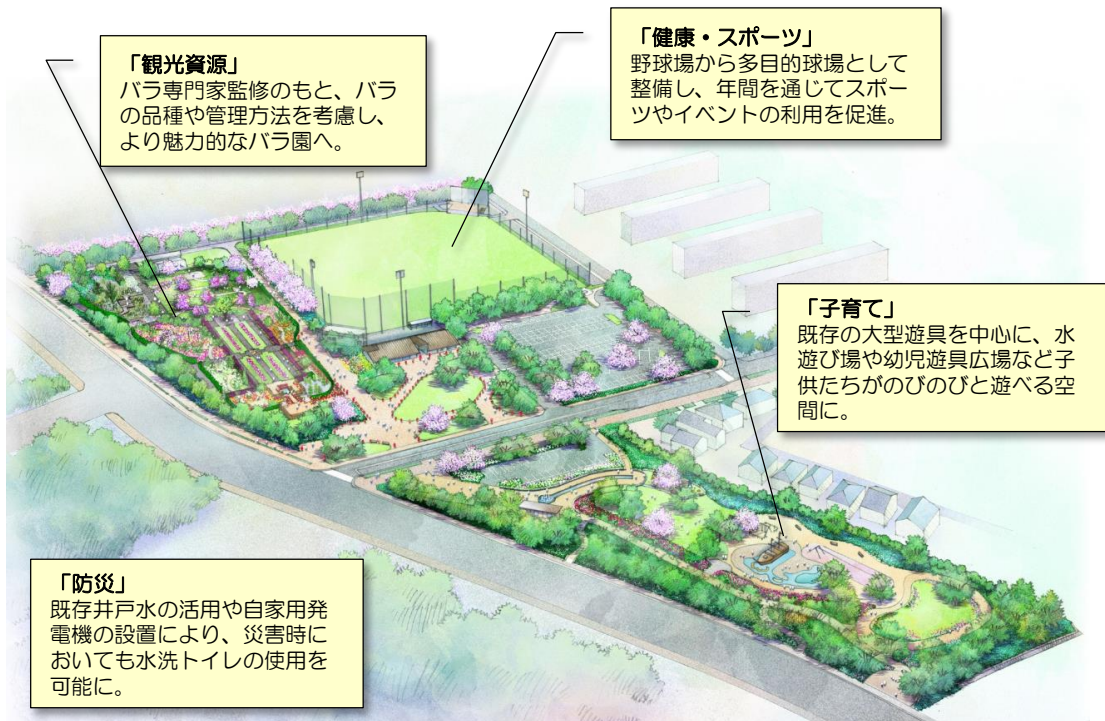 「観光資源」
バラ専門家監修のもと、バラ
の品種や管理方法を考慮し、
より魅力的なバラ園へ。
「健康・スポーツ」
野球場から多目的球場として
整備し、年間を通じてスポー
ツやイベントの利用を促進。
「子育て」
既存の大型遊具を中心に、水
遊び場や幼児遊具広場など子
供たちがのびのびと遊べる空
間に。
「防災」
既存井戸水の活用や自家用発
電機の設置により、災害時に
おいても水洗トイレの使用を
可能に。